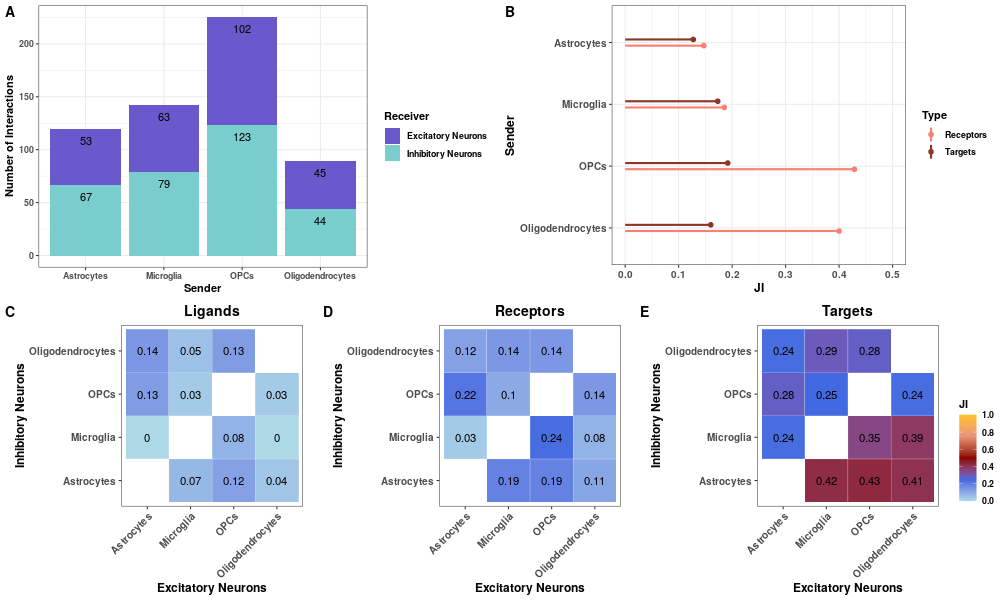 A
Number of Interactions
200
150
100
50
0
53
67
63
79
102
123
45
44
Astrocytes
Microglia
OPCs
Oligodendrocytes
Sender
Receiver
Excitatory Neurons
Inhibitory Neurons
B
Sender
Astrocytes
Microglia
OPCs
Oligodendrocytes
0.0
0.1
0.2
0.3
0.4
0.5
JI
Type
Receptors
Targets
C
Ligands
Inhibitory Neurons
Oligodendrocytes
0.14 0.05 0.13
OPCs
0.13 0.03 0.03
Microglia
0 0.08 0
Astrocytes
0.07 0.12 0.04
Astrocytes
Microglia
OPCs
Oligodendrocytes
Excitatory Neurons
D
Receptors
Inhibitory Neurons
Oligodendrocytes
0.12 0.14 0.14
OPCs
0.22 0.1 0.14
Microglia
0.03 0.24 0.08
Astrocytes
0.19 0.19 0.11
Astrocytes
Microglia
OPCs
Oligodendrocytes
Excitatory Neurons
E
Targets
Inhibitory Neurons
Oligodendrocytes
0.24 0.29 0.28
OPCs
0.28 0.25 0.24
Microglia
0.24 0.35 0.39
Astrocytes
0.42 0.43 0.41
Astrocytes
Microglia
OPCs
Oligodendrocytes
Excitatory Neurons
JI
1.0
0.8
0.6
0.4
0.2
0.0